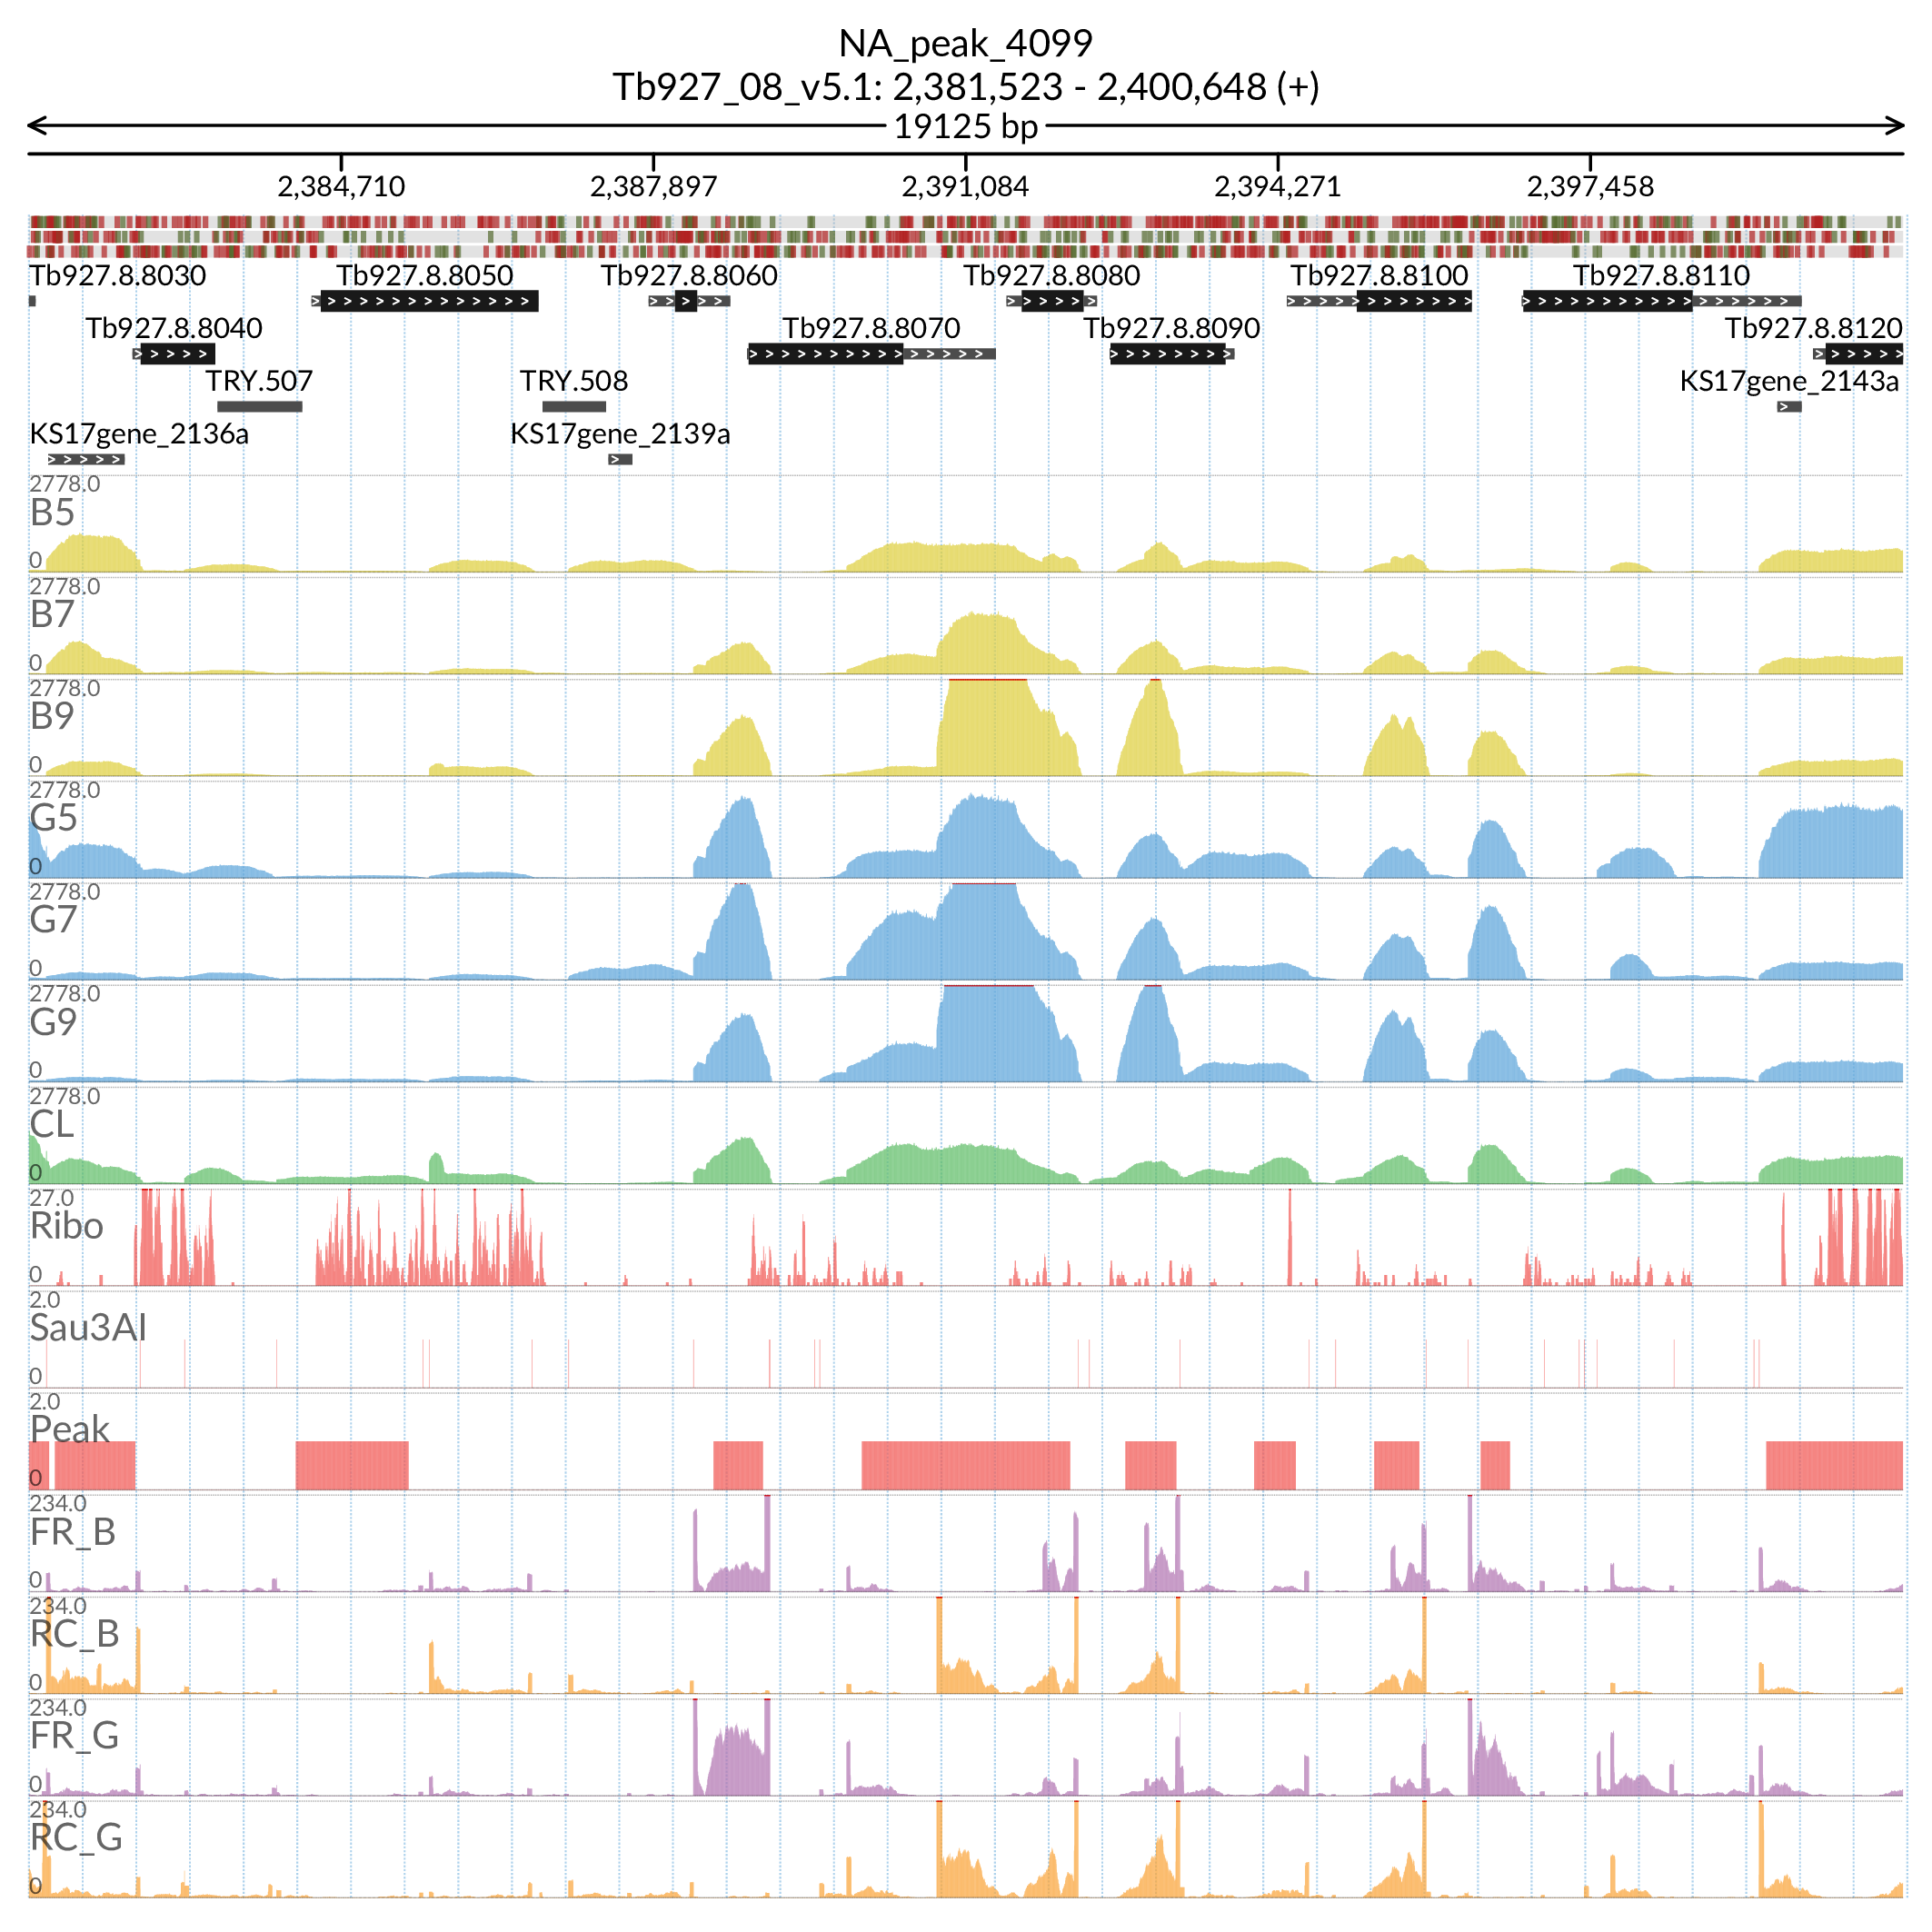 NA_peak_4099
Tb927_08_v5.1: 2,381,523 - 2,400,648 (+)
19125 bp
2,384,710 2,387,897 2,391,084 2,394,271 2,397,458
Tb927.8.8030 Tb927.8.8050 Tb927.8.8060 Tb927.8.8080 Tb927.8.8100 Tb927.8.8110
Tb927.8.8040 Tb927.8.8070 Tb927.8.8090 Tb927.8.8120
TRY.507 TRY.508 KS17gene_2143a
KS17gene_2136a KS17gene_2139a
2778.0
B5
0
2778.0
B7
0
2778.0
B9
0
2778.0
G5
0
2778.0
G7
0
2778.0
G9
0
2778.0
CL
0
27.0
Ribo
0
2.0
Sau3AI
0
2.0
Peak
0
234.0
FR_B
0
234.0
RC_B
0
234.0
FR_G
0
234.0
RC_G
0